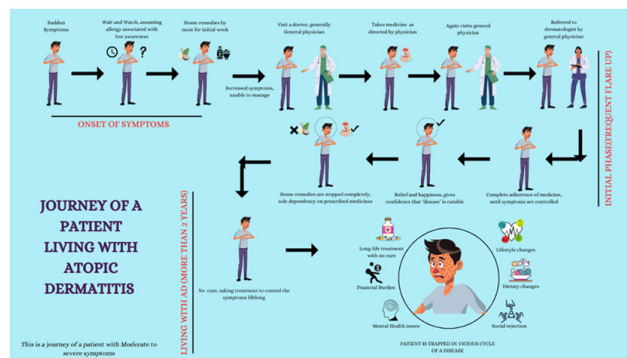 Sudden
Symptoms
Wait and Watch, assuming
allergy associated with
low awareness
Home remedies by
most for initial week
Visit a doctor, generally
General physician
Takes medicine as
directed by physician
Again visits general
physician
Referred to
dermatologist by
general physician
Increased symptoms,
unable to manage
ONSET OF SYMPTOMS
INITIAL PHASE(FREQUENT FLARE UP)
Home remedies are stopped completely,
sole dependency on prescribed medicines
Relief and happiness, gives
confidence that 'disease' is curable
Complete adherence of medicine,
until symptoms are controlled
JOURNEY OF A
PATIENT
LIVING WITH
ATOPIC
DERMATITIS
LIVING WITH AD (MORE THAN 2 YEARS)
No cure, taking treatment to control the
symptoms lifelong
Long-life treatment
with no cure
Financial Burden
Mental Health issues
Lifestyle changes
Dietary changes
Social rejection
PATIENT IS TRAPPED IN VICIOUS CYCLE
OF A DISEASE
This is a journey of a patient with Moderate to
severe symptoms